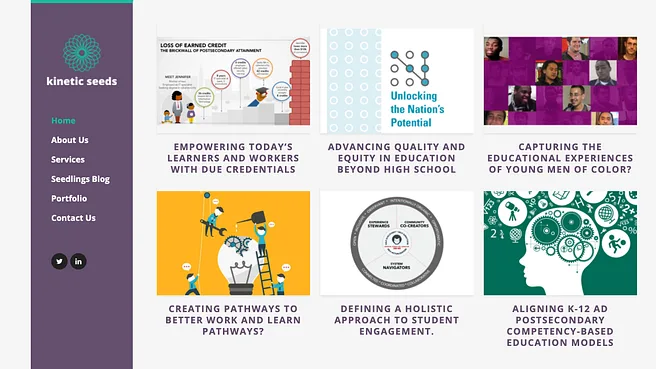 kinetic seeds
Home
About Us
Services
Seedlings Blog
Portfolio
Contact Us
LOSS OF EARNED CREDIT
THE BRICKWALL OF POSTSECONDARY ATTAINMENT
MEET JENNIFER
EMPOWERING TODAY'S
LEARNERS AND WORKERS
WITH DUE CREDENTIALS
Unlocking
the Nation's
Potential
ADVANCING QUALITY AND
EQUITY IN EDUCATION
BEYOND HIGH SCHOOL
CAPTURING THE
EDUCATIONAL EXPERIENCES
OF YOUNG MEN OF COLOR?
CREATING PATHWAYS TO
BETTER WORK AND LEARN
PATHWAYS?
EXPERIENCE
STEWARDS
COMMUNITY
CO-CREATORS
SYSTEM
NAVIGATORS
DEFINING A HOLISTIC
APPROACH TO STUDENT
ENGAGEMENT.
ALIGNING K-12 AD
POSTSECONDARY
COMPETENCY-BASED
EDUCATION MODELS